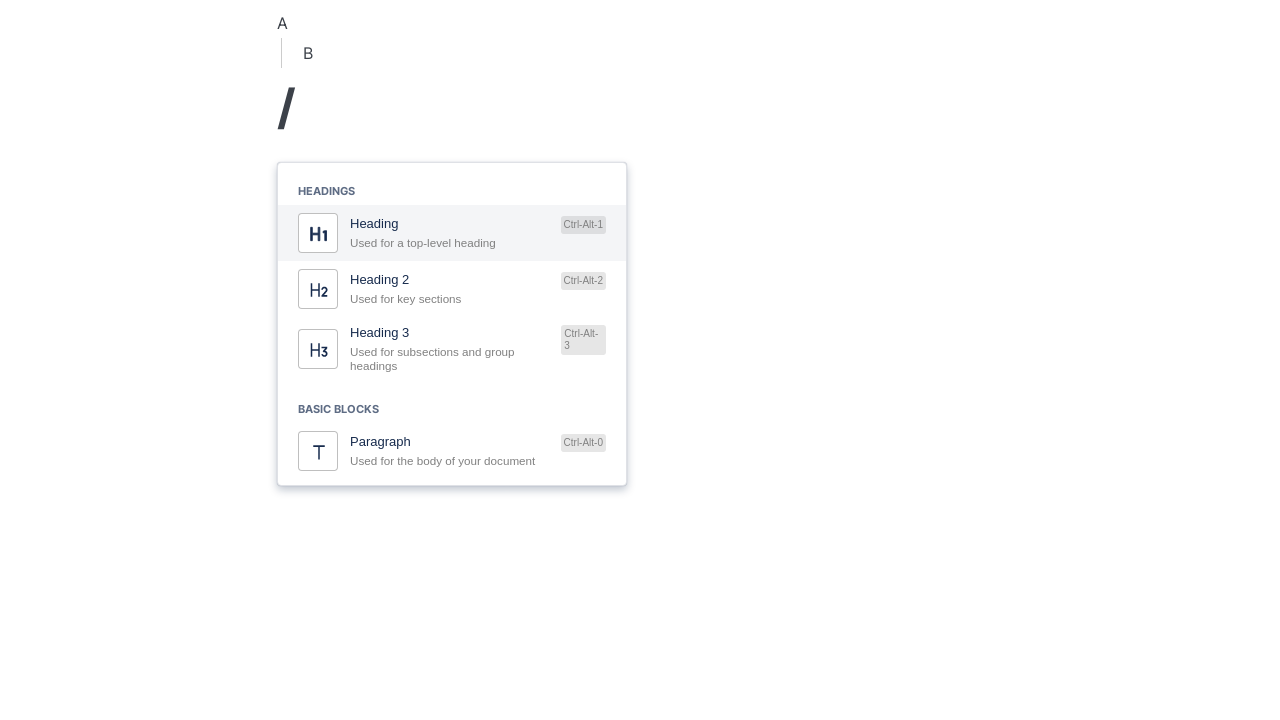 A
B
/
HEADINGS
H1 Heading Ctrl-Alt-1
Used for a top-level heading
H2 Heading 2 Ctrl-Alt-2
Used for key sections
H3 Heading 3 Ctrl-Alt-
3
Used for subsections and group
headings
BASIC BLOCKS
T Paragraph Ctrl-Alt-0
Used for the body of your document